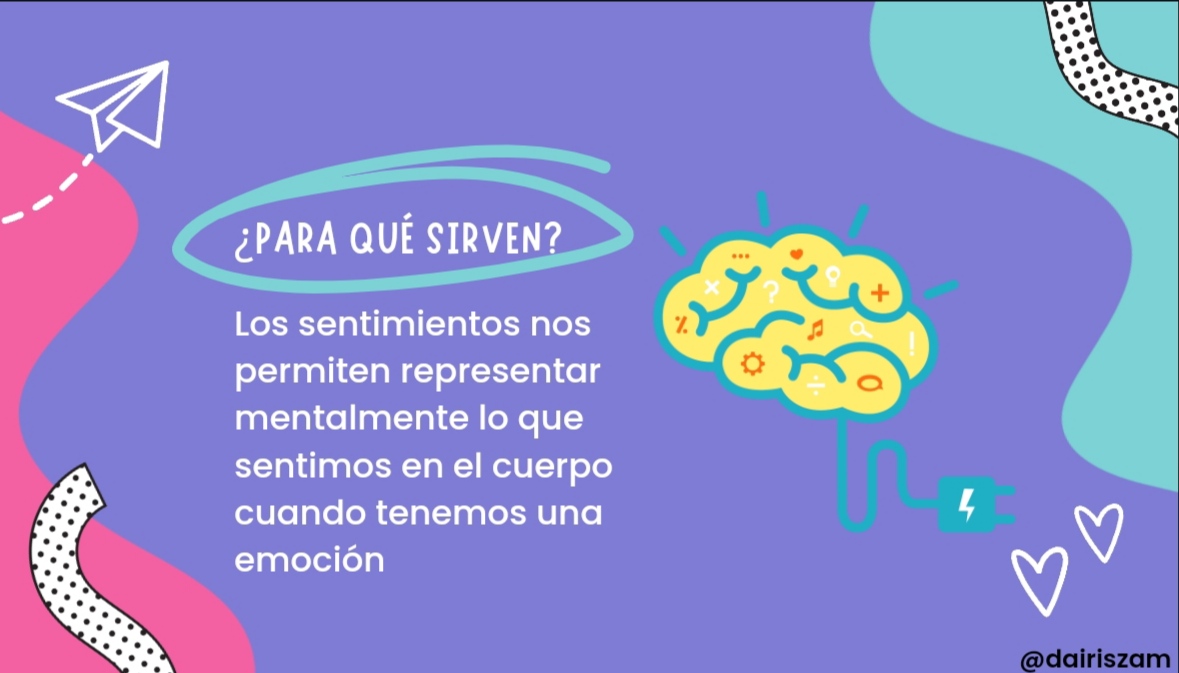 ¿PARA QUÉ SIRVEN?
Los sentimientos nos
permiten representar
mentalmente lo que
sentimos en el cuerpo
cuando tenemos una
emoción
@dairiszam